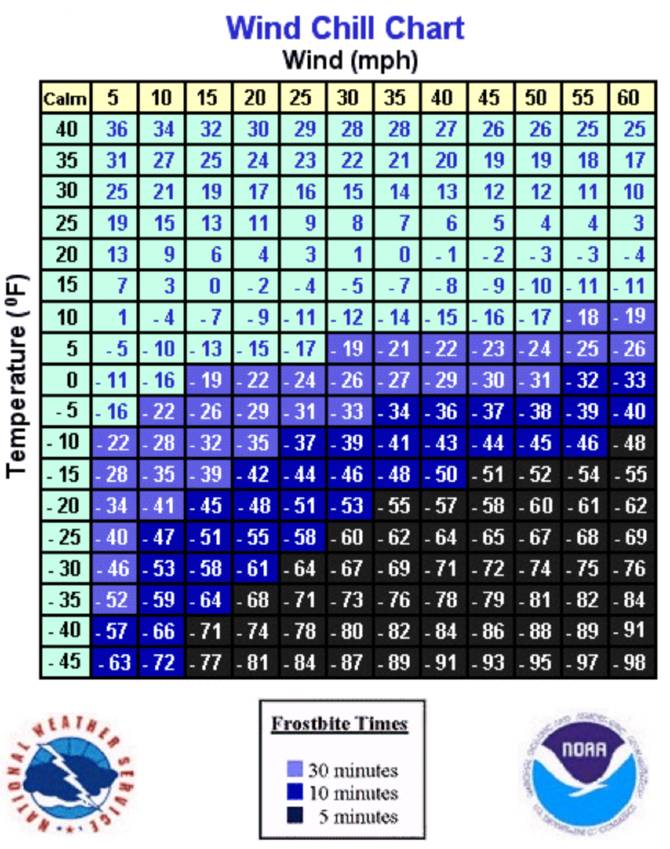 Wind Chill Chart
Wind (mph)
Temperature (⁰F)
Calm 5 10 15 20 25 30 35 40 45 50 55 60
40 36 34 32 30 29 28 28 27 26 26 25 25
35 31 27 25 24 23 22 21 20 19 19 18 17
30 25 21 19 17 16 15 14 13 12 12 11 10
25 19 15 13 11 9 8 7 6 5 4 4 3
20 13 9 6 4 3 1 0 - 1 - 2 - 3 - 3 - 4
15 7 3 0 - 2 - 4 - 5 - 7 - 8 - 9 - 10 - 11 - 11
10 1 - 4 - 7 - 9 - 11 - 12 - 14 - 15 - 16 - 17 - 18 - 19
5 - 5 - 10 - 13 - 15 - 17 - 19 - 21 - 22 - 23 - 24 - 25 - 26
0 - 11 - 16 - 19 - 22 - 24 - 26 - 27 - 29 - 30 - 31 - 32 - 33
- 5 - 16 - 22 - 26 - 29 - 31 - 33 - 34 - 36 - 37 - 38 - 39 - 40
- 10 - 22 - 28 - 32 - 35 - 37 - 39 - 41 - 43 - 44 - 45 - 46 - 48
- 15 - 28 - 35 - 39 - 42 - 44 - 46 - 48 - 50 - 51 - 52 - 54 - 55
- 20 - 34 - 41 - 45 - 48 - 51 - 53 - 55 - 57 - 58 - 60 - 61 - 62
- 25 - 40 - 47 - 51 - 55 - 58 - 60 - 62 - 64 - 65 - 67 - 68 - 69
- 30 - 46 - 53 - 58 - 61 - 64 - 67 - 69 - 71 - 72 - 74 - 75 - 76
- 35 - 52 - 59 - 64 - 68 - 71 - 73 - 76 - 78 - 79 - 81 - 82 - 84
- 40 - 57 - 66 - 71 - 74 - 78 - 80 - 82 - 84 - 86 - 88 - 89 - 91
- 45 - 63 - 72 - 77 - 81 - 84 - 87 - 89 - 91 - 93 - 95 - 97 - 98
NATIONAL WEATHER SERVICE
Frostbite Times
30 minutes
10 minutes
5 minutes
NOAA